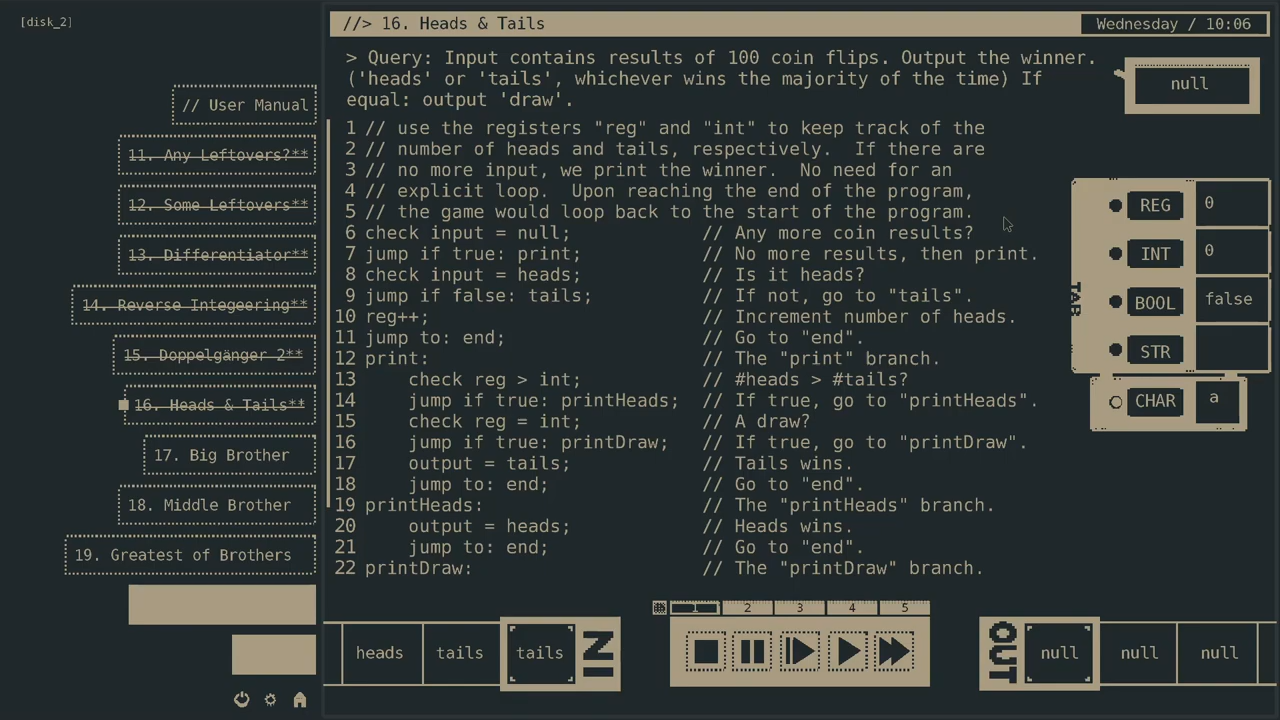 [disk_2]
//> 16. Heads & Tails
Wednesday / 10:06
> Query: Input contains results of 100 coin flips. Output the winner.
('heads' or 'tails', whichever wins the majority of the time) If
equal: output 'draw'.
null
// User Manual
11. Any Leftovers?**
12. Some Leftovers**
13. Differentiator**
14. Reverse Integeering**
15. Doppelgänger 2**
16. Heads & Tails**
17. Big Brother
18. Middle Brother
19. Greatest of Brothers
1 // use the registers "reg" and "int" to keep track of the
2 // number of heads and tails, respectively.  If there are
3 // no more input, we print the winner.  No need for an
4 // explicit loop.  Upon reaching the end of the program,
5 // the game would loop back to the start of the program.
6 check input = null;            // Any more coin results?
7 jump if true: print;           // No more results, then print.
8 check input = heads;           // Is it heads?
9 jump if false: tails;          // If not, go to "tails".
10 reg++;                         // Increment number of heads.
11 jump to: end;                  // Go to "end".
12 print:                         // The "print" branch.
13     check reg > int;           // #heads > #tails?
14     jump if true: printHeads;  // If true, go to "printHeads".
15     check reg = int;           // A draw?
16     jump if true: printDraw;   // If true, go to "printDraw".
17     output = tails;            // Tails wins.
18     jump to: end;              // Go to "end".
19 printHeads:                    // The "printHeads" branch.
20     output = heads;            // Heads wins.
21     jump to: end;              // Go to "end".
22 printDraw:                     // The "printDraw" branch.
REG 0
INT 0
BOOL false
STR
CHAR a
1 2 3 4 5
heads tails tails IN
OUT null null null